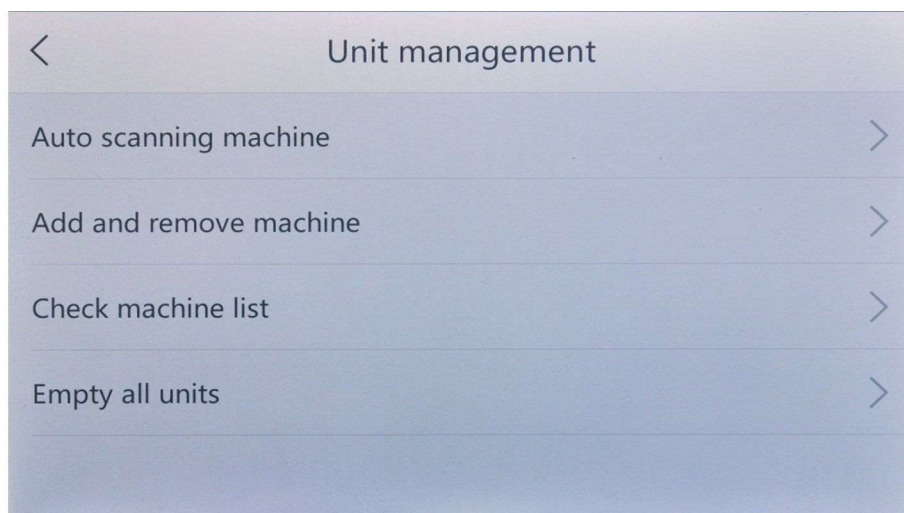 Unit management
Auto scanning machine
Add and remove machine
Check machine list
Empty all units